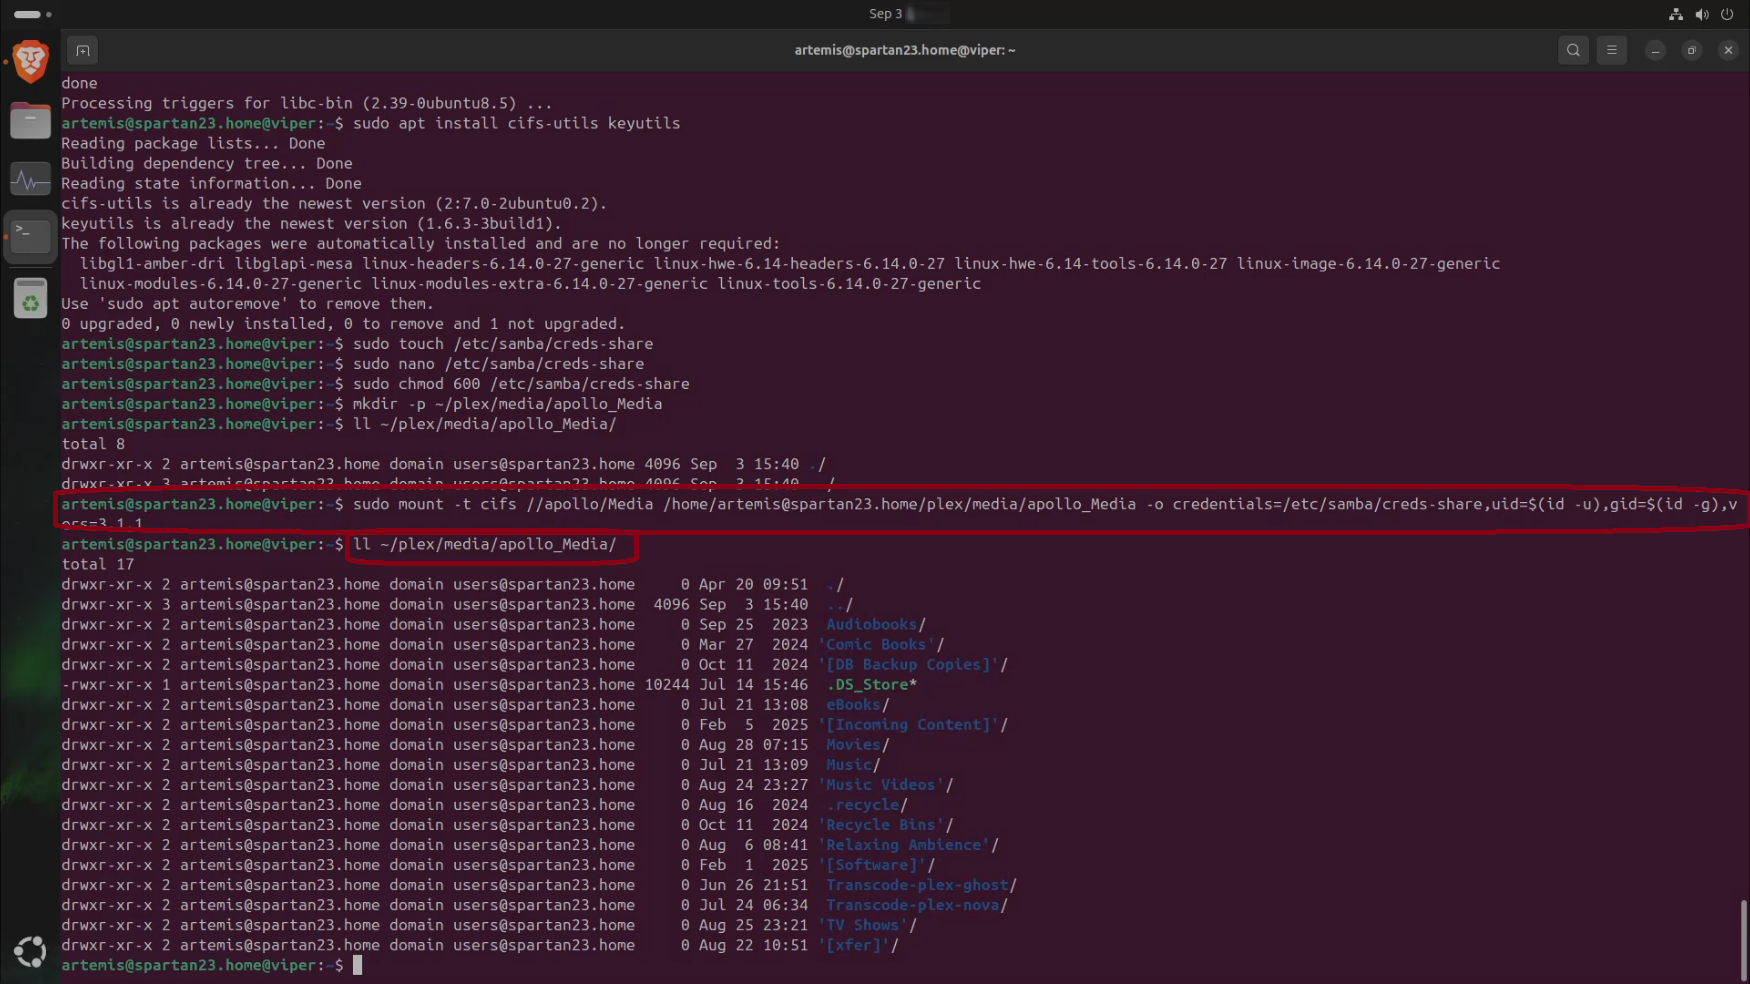 Sep 3
artemis@spartan23.home@viper: ~
done
Processing triggers for libc-bin (2.39-0ubuntu8.5) ...
artemis@spartan23.home@viper:~$ sudo apt install cifs-utils keyutils
Reading package lists... Done
Building dependency tree... Done
Reading state information... Done
cifs-utils is already the newest version (2:7.0-2ubuntu0.2).
keyutils is already the newest version (1.6.3-3build1).
The following packages were automatically installed and are no longer required:
  libgl1-amber-dri libglapi-mesa linux-headers-6.14.0-27-generic linux-hwe-6.14-headers-6.14.0-27 linux-hwe-6.14-tools-6.14.0-27 linux-image-6.14.0-27-generic
  linux-modules-6.14.0-27-generic linux-modules-extra-6.14.0-27-generic linux-tools-6.14.0-27-generic
Use 'sudo apt autoremove' to remove them.
0 upgraded, 0 newly installed, 0 to remove and 1 not upgraded.
artemis@spartan23.home@viper:~$ sudo touch /etc/samba/creds-share
artemis@spartan23.home@viper:~$ sudo nano /etc/samba/creds-share
artemis@spartan23.home@viper:~$ sudo chmod 600 /etc/samba/creds-share
artemis@spartan23.home@viper:~$ mkdir -p ~/plex/media/apollo_Media
artemis@spartan23.home@viper:~$ ll ~/plex/media/apollo_Media/
total 8
drwxr-xr-x 2 artemis@spartan23.home domain users@spartan23.home 4096 Sep  3 15:40 ./
drwxr-xr-x 3 artemis@spartan23.home domain users@spartan23.home 4096 Sep  3 15:40 ../
artemis@spartan23.home@viper:~$ sudo mount -t cifs //apollo/Media /home/artemis@spartan23.home/plex/media/apollo_Media -o credentials=/etc/samba/creds-share,uid=$(id -u),gid=$(id -g),v
ers=3.1.1
artemis@spartan23.home@viper:~$ ll ~/plex/media/apollo_Media/
total 17
drwxr-xr-x 2 artemis@spartan23.home domain users@spartan23.home     0 Apr 20 09:51  ./
drwxr-xr-x 3 artemis@spartan23.home domain users@spartan23.home  4096 Sep  3 15:40  ../
drwxr-xr-x 2 artemis@spartan23.home domain users@spartan23.home     0 Sep 25  2023  Audiobooks/
drwxr-xr-x 2 artemis@spartan23.home domain users@spartan23.home     0 Mar 27  2024 'Comic Books'/
drwxr-xr-x 2 artemis@spartan23.home domain users@spartan23.home     0 Oct 11  2024 '[DB Backup Copies]'/
-rwxr-xr-x 1 artemis@spartan23.home domain users@spartan23.home 10244 Jul 14 15:46  .DS_Store*
drwxr-xr-x 2 artemis@spartan23.home domain users@spartan23.home     0 Jul 21 13:08  eBooks/
drwxr-xr-x 2 artemis@spartan23.home domain users@spartan23.home     0 Feb  5  2025 '[Incoming Content]'/
drwxr-xr-x 2 artemis@spartan23.home domain users@spartan23.home     0 Aug 28 07:15  Movies/
drwxr-xr-x 2 artemis@spartan23.home domain users@spartan23.home     0 Jul 21 13:09  Music/
drwxr-xr-x 2 artemis@spartan23.home domain users@spartan23.home     0 Aug 24 23:27 'Music Videos'/
drwxr-xr-x 2 artemis@spartan23.home domain users@spartan23.home     0 Aug 16  2024  .recycle/
drwxr-xr-x 2 artemis@spartan23.home domain users@spartan23.home     0 Oct 11  2024 'Recycle Bins'/
drwxr-xr-x 2 artemis@spartan23.home domain users@spartan23.home     0 Aug  6 08:41 'Relaxing Ambience'/
drwxr-xr-x 2 artemis@spartan23.home domain users@spartan23.home     0 Feb  1  2025 '[Software]'/
drwxr-xr-x 2 artemis@spartan23.home domain users@spartan23.home     0 Jun 26 21:51  Transcode-plex-ghost/
drwxr-xr-x 2 artemis@spartan23.home domain users@spartan23.home     0 Jul 24 06:34  Transcode-plex-nova/
drwxr-xr-x 2 artemis@spartan23.home domain users@spartan23.home     0 Aug 25 23:21 'TV Shows'/
drwxr-xr-x 2 artemis@spartan23.home domain users@spartan23.home     0 Aug 22 10:51 '[xfer]'/
artemis@spartan23.home@viper:~$